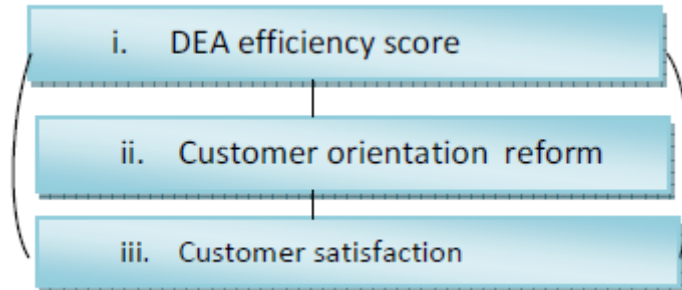 i. DEA efficiency score
ii. Customer orientation reform
iii. Customer satisfaction